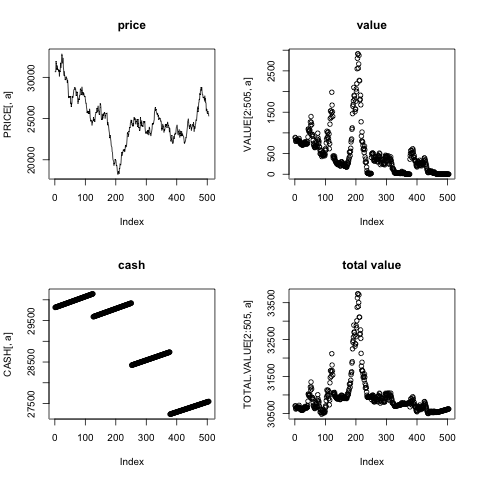 price
PRICE[, a]
20000 25000 30000
0 100 200 300 400 500
Index
value
VALUE[2:505, a]
0 500 1500 2500
0 100 200 300 400 500
Index
cash
CASH[, a]
27500 28500 29500
0 100 200 300 400 500
Index
total value
TOTAL.VALUE[2:505, a]
30500 31500 33500
0 100 200 300 400 500
Index